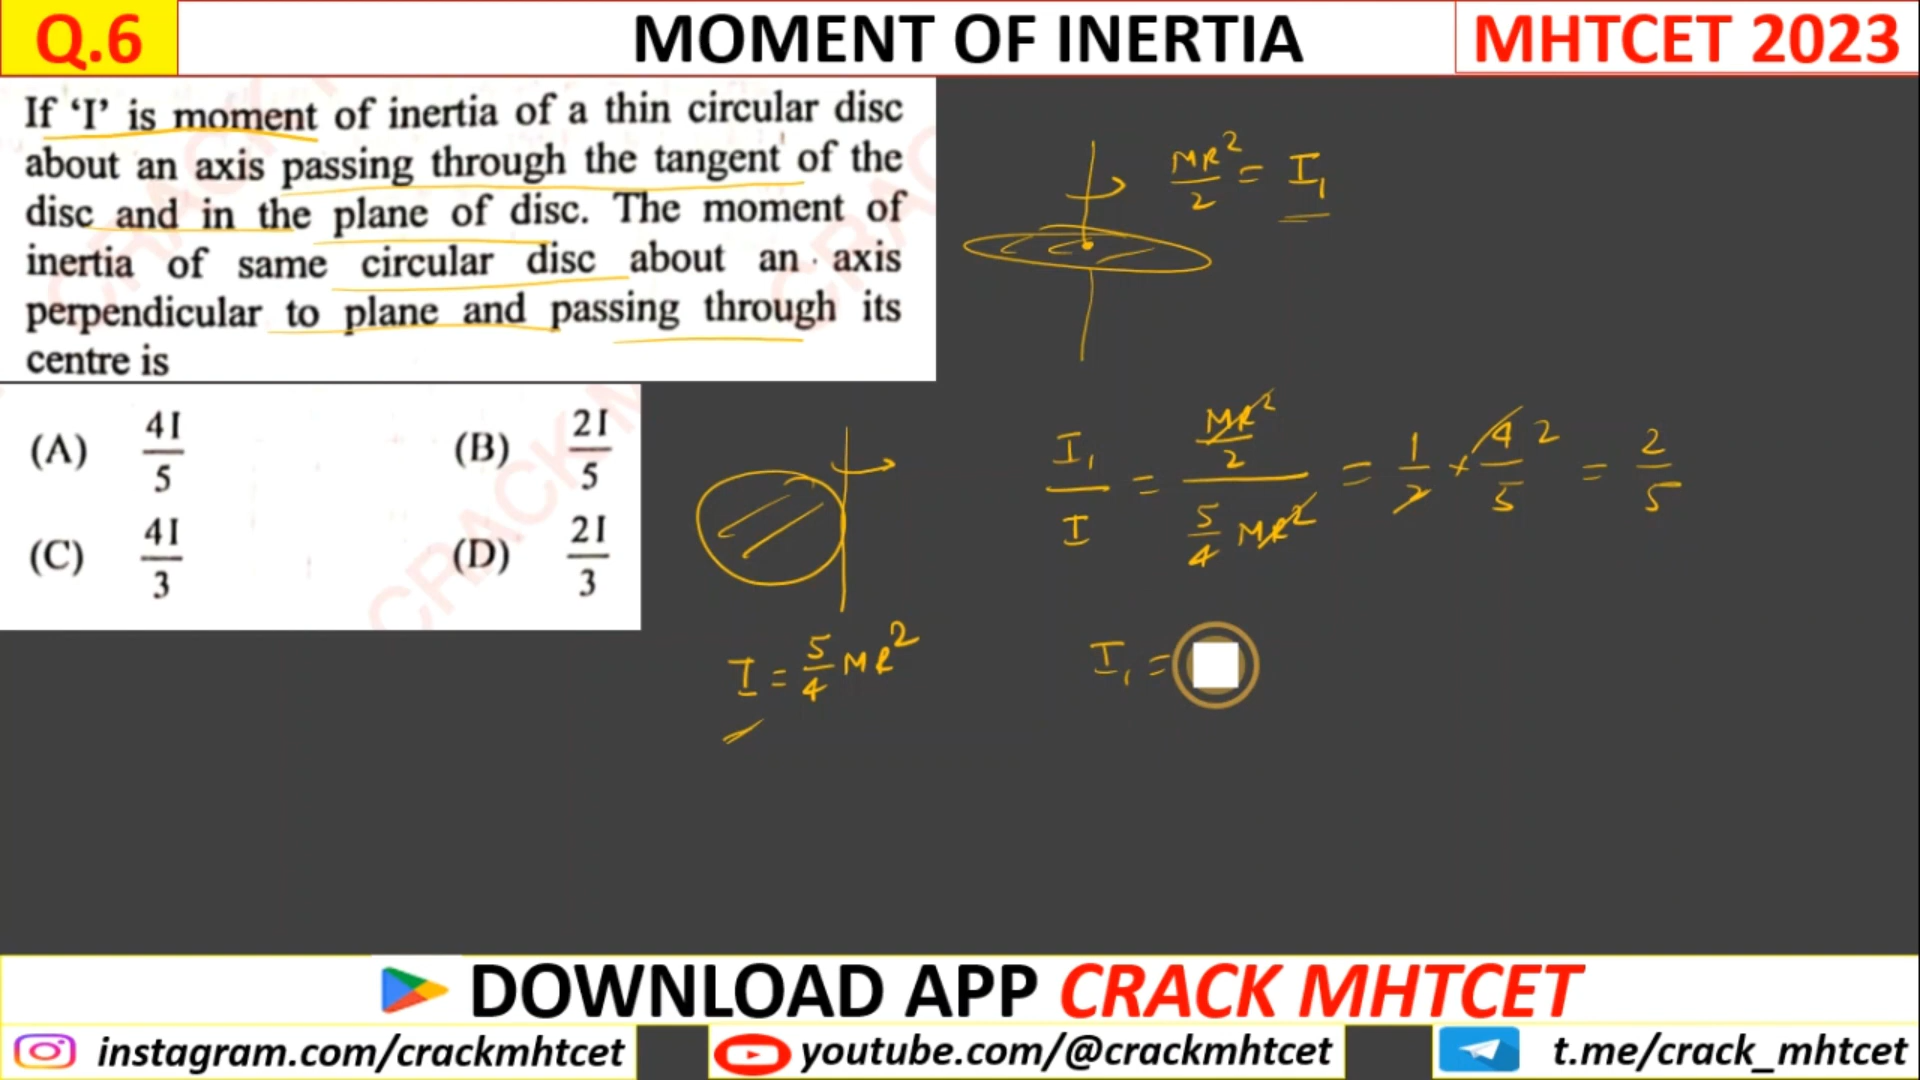 Q.6
MOMENT OF INERTIA
MHTCET 2023
If ‘I’ is moment of inertia of a thin circular disc
about an axis passing through the tangent of the
disc and in the plane of disc. The moment of
inertia of same circular disc about an axis
perpendicular to plane and passing through its
centre is
(A) 4I/5
(B) 2I/5
(C) 4I/3
(D) 2I/3
MR²/2 = I₁
I₁/I = (MR²/2)/(5/4 MR²) = 1/2 × 4/5 2 = 2/5
I = 5/4 MR²
I₁ =
DOWNLOAD APP CRACK MHTCET
instagram.com/crackmhtcet
youtube.com/@crackmhtcet
t.me/crack_mhtcet